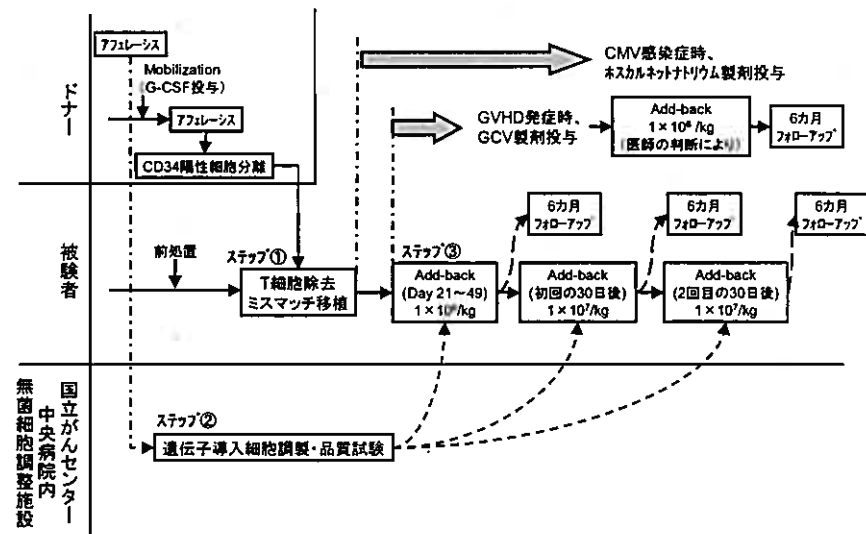 ドナー
アフェレーシス
Mobilization
(G-CSF投与)
アフェレーシス
CD34陽性細胞分離
CMV感染症時、
ホスカルネットナトリウム製剤投与
GVHD発症時、
GCV製剤投与
Add-back
1×10⁶/kg
(医師の判断により)
6カ月
フォローアップ
被験者
前処置
ステップ①
T細胞除去
ミスマッチ移植
ステップ③
Add-back
(Day 21～49)
/kg
6カ月
フォローアップ
Add-back
(初回の30日後)
1×10⁷/kg
6カ月
フォローアップ
Add-back
(2回目の30日後)
1×10⁷/kg
6カ月
フォローアップ
国立がんセンター
中央病院内
無菌細胞調整施設
ステップ②
遺伝子導入細胞調製・品質試験